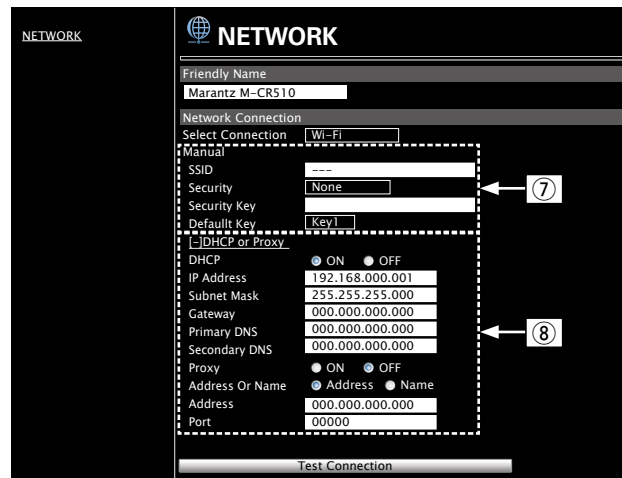 NETWORK
NETWORK
Friendly Name
Marantz M-CR510
Network Connection
Select Connection Wi-Fi
Manual
SSID ---
⑦
Security None
Security Key
Defaullt Key Key1
[-]DHCP or Proxy
DHCP ON OFF
IP Address 192.168.000.001
Subnet Mask 255.255.255.000
Gateway 000.000.000.000
Primary DNS 000.000.000.000
⑧
Secondary DNS 000.000.000.000
Proxy ON OFF
Address Or Name Address Name
Address 000.000.000.000
Port 00000
Test Connection